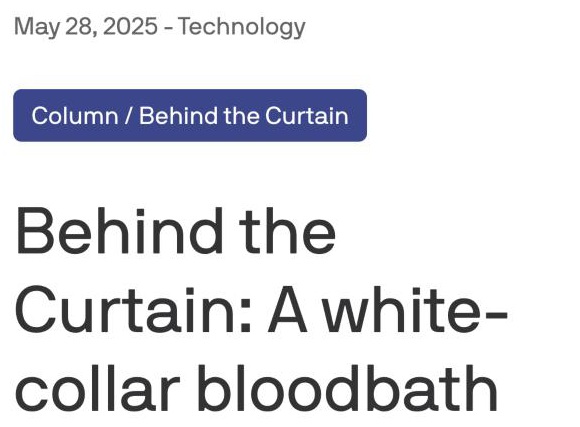 May 28, 2025 - Technology
Column / Behind the Curtain
Behind the
Curtain: A white-
collar bloodbath